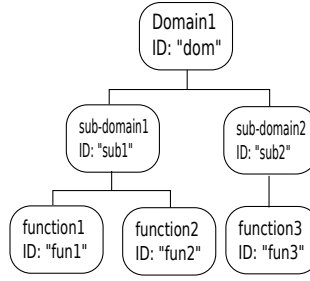 Domain1
ID: "dom"
sub-domain1
ID: "sub1"
sub-domain2
ID: "sub2"
function1
ID: "fun1"
function2
ID: "fun2"
function3
ID: "fun3"